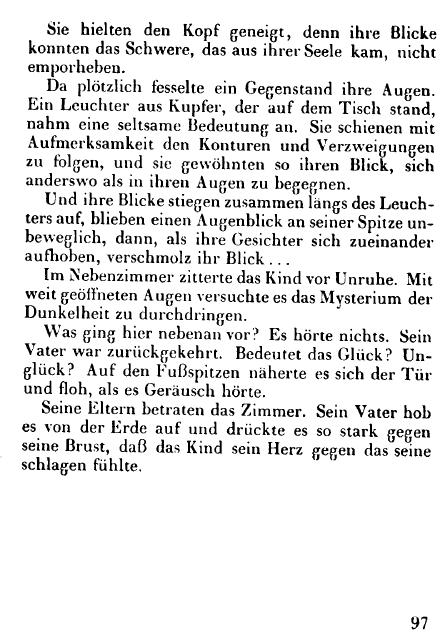 Sie hielten den Kopf geneigt, denn ihre Blicke
konnten das Schwere, das aus ihrer Seele kam, nicht
emporheben.
Da plötzlich fesselte ein Gegenstand ihre Augen.
Ein Leuchter aus Kupfer, der auf dem Tisch stand,
nahm eine seltsame Bedeutung an. Sie schienen mit
Aufmerksamkeit den Konturen und Verzweigungen
zu folgen, und sie gewöhnten so ihren Blick, sich
anderswo als in ihren Augen zu begegnen.
Und ihre Blicke stiegen zusammen längs des Leuch-
ters auf, blieben einen Augenblick an seiner Spitze un-
beweglich, dann, als ihre Gesichter sich zueinander
aufhoben, verschmolz ihr Blick ...
Im Nebenzimmer zitterte das Kind vor Unruhe. Mit
weit geöffneten Augen versuchte es das Mysterium der
Dunkelheit zu durchdringen.
Was ging hier nebenan vor? Es hörte nichts. Sein
Vater war zurückgekehrt. Bedeutet das Glück? Un-
glück? Auf den Fußspitzen näherte es sich der Tür
und floh, als es Geräusch hörte.
Seine Eltern betraten das Zimmer. Sein Vater hob
es von der Erde auf und drückte es so stark gegen
seine Brust, daß das Kind sein Herz gegen das seine
schlagen fühlte.
97